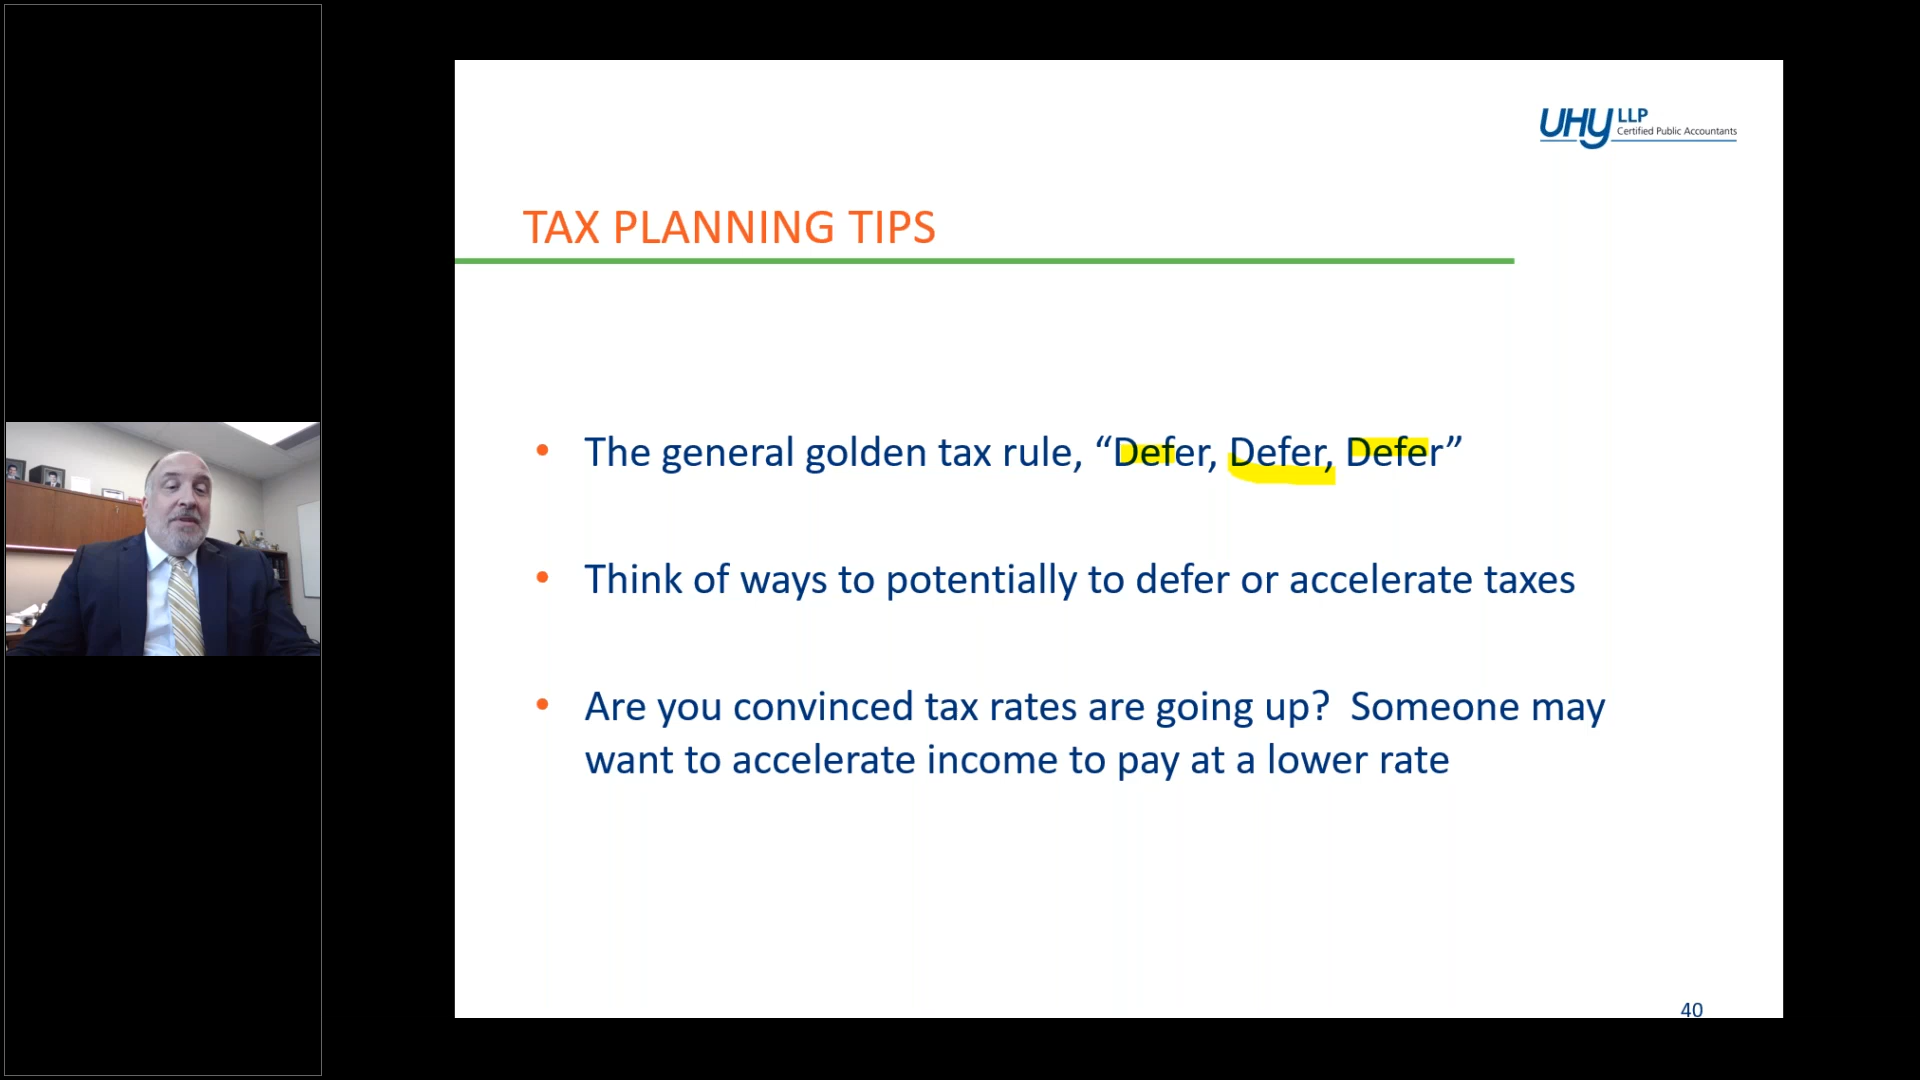 UHY LLP
Certified Public Accountants
TAX PLANNING TIPS
• The general golden tax rule, “Defer, Defer, Defer”
• Think of ways to potentially to defer or accelerate taxes
• Are you convinced tax rates are going up?  Someone may
want to accelerate income to pay at a lower rate
40